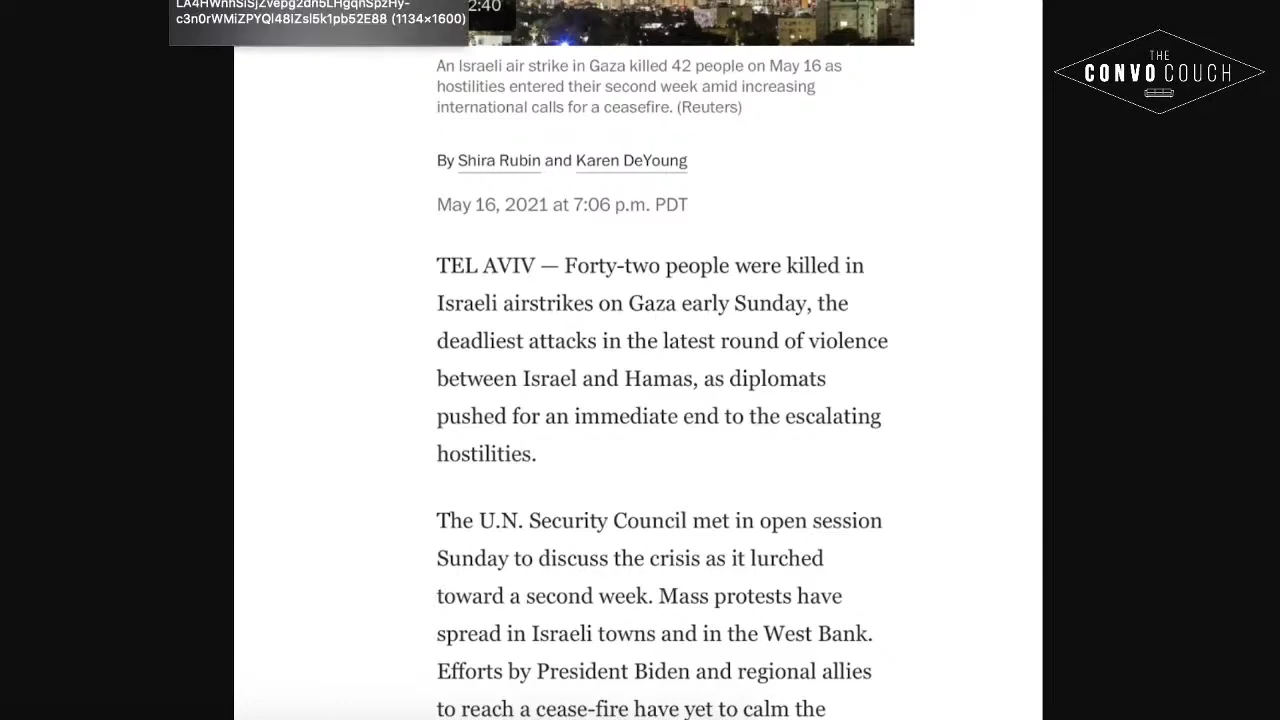 c3n0rWMiZPYQl48IZsl5k1pb52E88 (1134×1600)
2:40
THE
CONVO COUCH
An Israeli air strike in Gaza killed 42 people on May 16 as
hostilities entered their second week amid increasing
international calls for a ceasefire. (Reuters)
By Shira Rubin and Karen DeYoung
May 16, 2021 at 7:06 p.m. PDT
TEL AVIV — Forty-two people were killed in
Israeli airstrikes on Gaza early Sunday, the
deadliest attacks in the latest round of violence
between Israel and Hamas, as diplomats
pushed for an immediate end to the escalating
hostilities.
The U.N. Security Council met in open session
Sunday to discuss the crisis as it lurched
toward a second week. Mass protests have
spread in Israeli towns and in the West Bank.
Efforts by President Biden and regional allies
to reach a cease-fire have yet to calm the